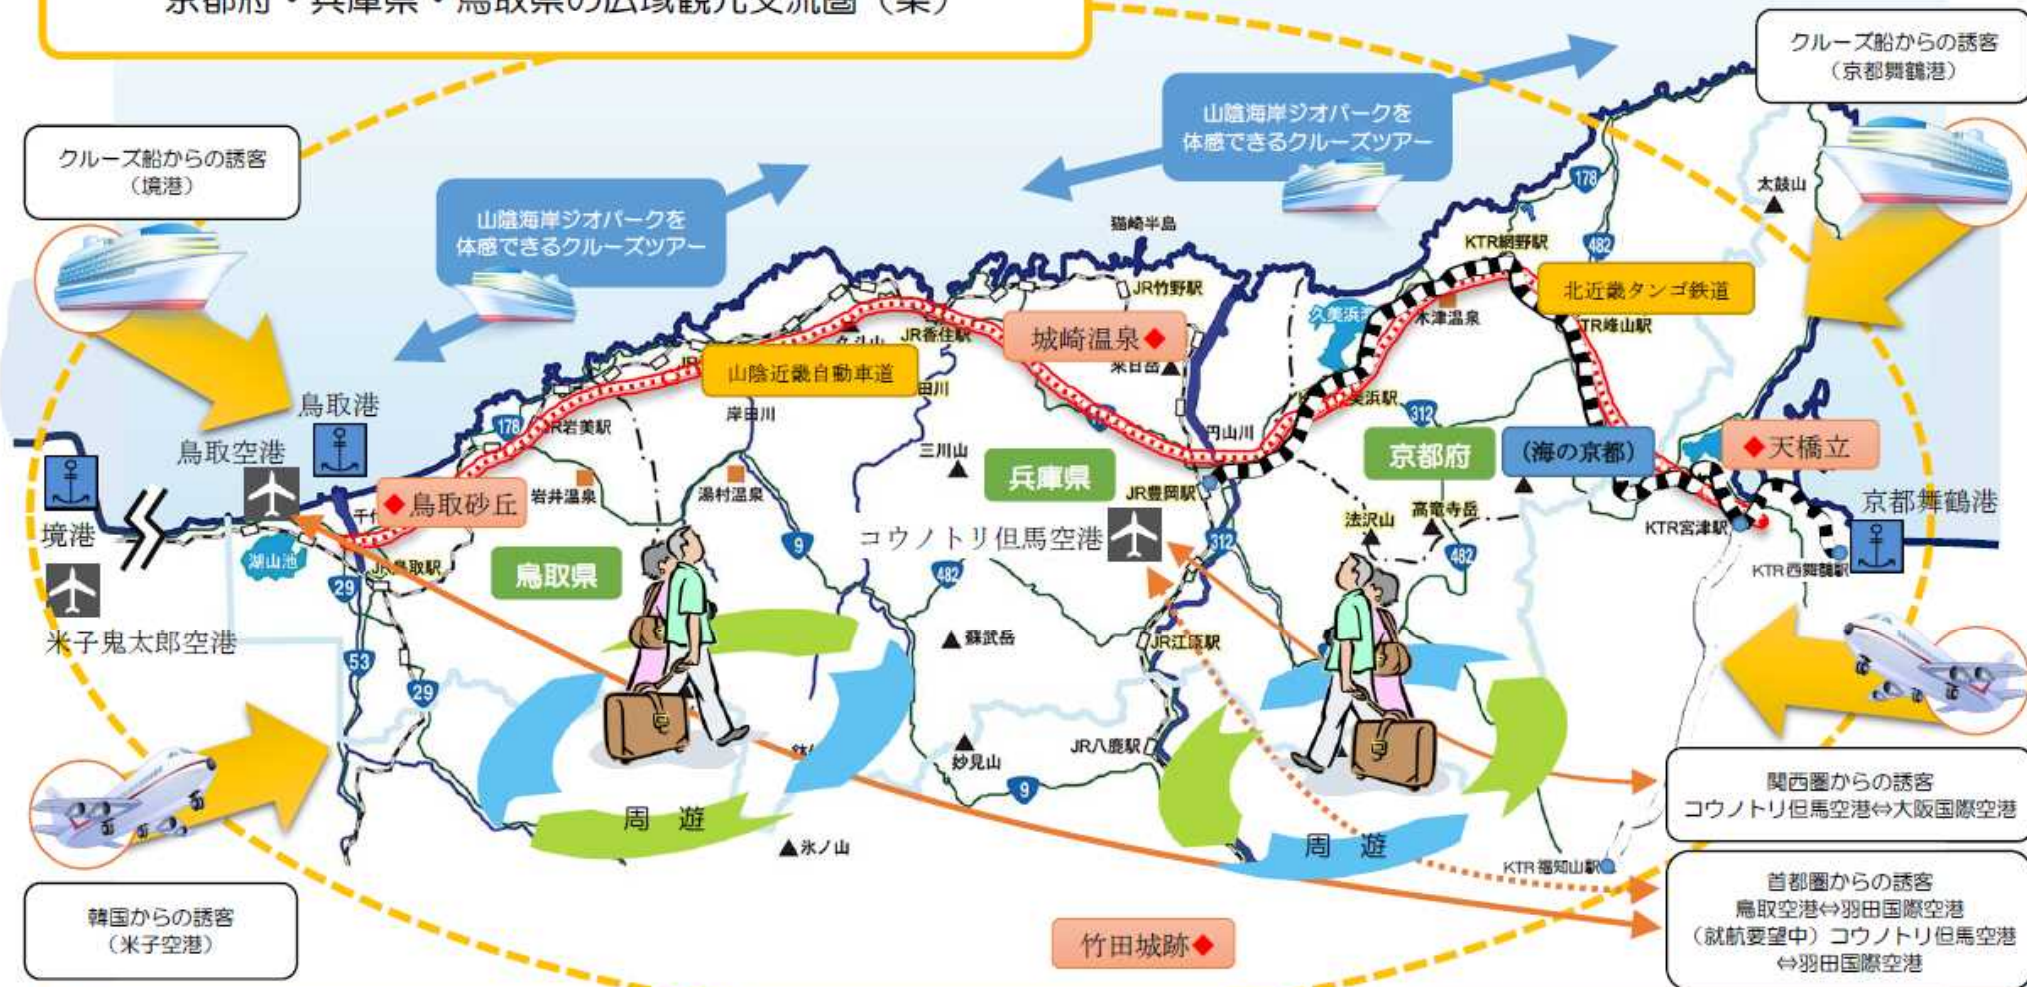 京都府・兵庫県・鳥取県の広域観光交流圏（案）
クルーズ船からの誘客
（京都舞鶴港）
クルーズ船からの誘客
（境港）
山陰海岸ジオパークを
体感できるクルーズツアー
山陰海岸ジオパークを
体感できるクルーズツアー
太鼓山
178
482
猫崎半島
KTR網野駅
北近畿タンゴ鉄道
JR竹野駅
久美浜湾
木津温泉
TR峰山駅
JR香住駅
城崎温泉◆
来日岳
山陰近畿自動車道
田川
岸田川
美浜駅
312
鳥取港
鳥取空港
178
JR岩美駅
円山川
三川山
兵庫県
京都府
（海の京都）
◆天橋立
◆鳥取砂丘
岩井温泉
湯村温泉
JR豊岡駅
法沢山
高竜寺岳
KTR宮津駅
京都舞鶴港
境港
湖山池
JR鳥取駅
コウノトリ但馬空港
KTR西舞鶴駅
鳥取県
29
9
482
312
482
米子鬼太郎空港
蘇武岳
JR江原駅
53
29
妙見山
JR八鹿駅
9
周 遊
氷ノ山
周 遊
KTR福知山駅
関西圏からの誘客
コウノトリ但馬空港⇔大阪国際空港
首都圏からの誘客
鳥取空港⇔羽田国際空港
（就航要望中）コウノトリ但馬空港
⇔羽田国際空港
韓国からの誘客
（米子空港）
竹田城跡◆